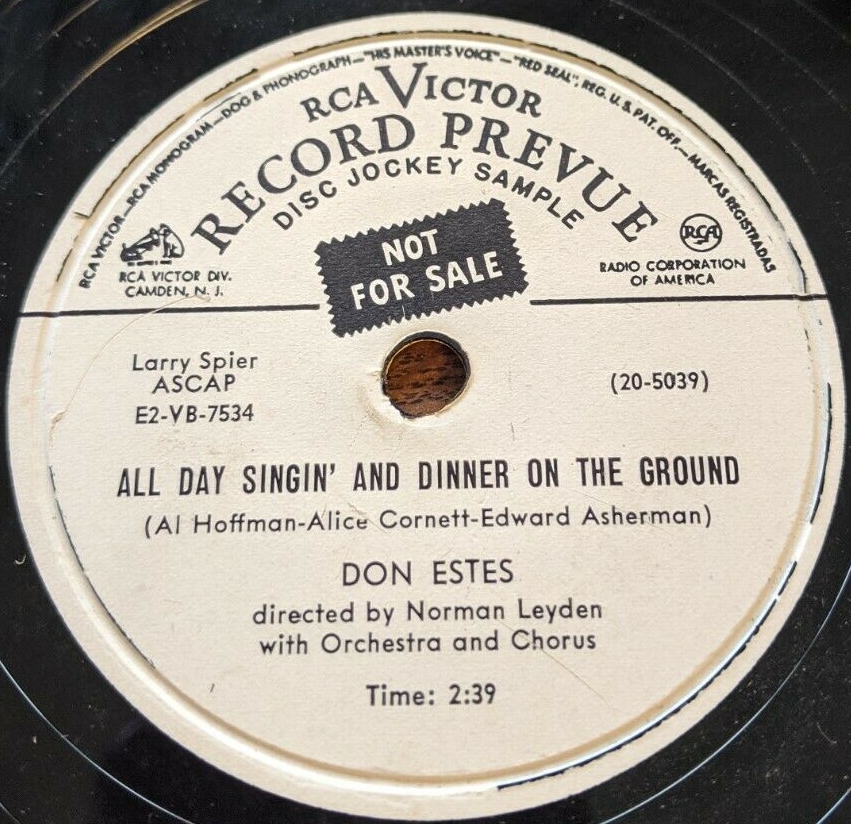 RCA VICTOR—RCA MONOGRAM—DOG & PHONOGRAPH—"HIS MASTER'S VOICE"—"RED SEAL", REG. U. S. PAT. OFF.—MARCAS REGISTRADAS
RCA VICTOR
RECORD PREVUE
DISC JOCKEY SAMPLE
NOT
FOR SALE
RCA VICTOR DIV.
CAMDEN, N. J.
RCA
RADIO CORPORATION
OF AMERICA
Larry Spier
ASCAP
E2-VB-7534
(20-5039)
ALL DAY SINGIN' AND DINNER ON THE GROUND
(Al Hoffman-Alice Cornett-Edward Asherman)
DON ESTES
directed by Norman Leyden
with Orchestra and Chorus
Time: 2:39